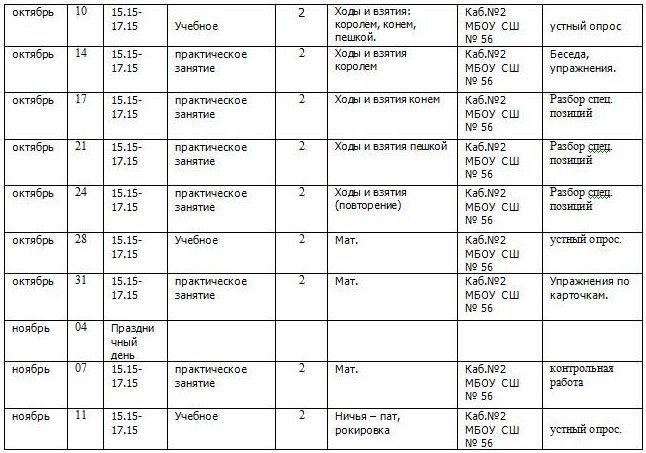 октябрь 10 15.15- Учебное 2 Ходы и взятия: Каб.№2 устный опрос
17.15 королем, конем, МБОУ СШ
пешкой. № 56
октябрь 14 15.15- практическое 2 Ходы и взятия Каб.№2 Беседа,
17.15 занятие королем МБОУ СШ упражнения.
№ 56
октябрь 17 15.15- практическое 2 Ходы и взятия конем Каб.№2 Разбор спец.
17.15 занятие МБОУ СШ позиций
№ 56
октябрь 21 15.15- практическое 2 Ходы и взятия пешкой Каб.№2 Разбор спец.
17.15 занятие МБОУ СШ позиций
№ 56
октябрь 24 15.15- практическое 2 Ходы и взятия Каб.№2 Разбор спец.
17.15 занятие (повторение) МБОУ СШ позиций
№ 56
октябрь 28 15.15- Учебное 2 Мат. Каб.№2 устный опрос.
17.15 МБОУ СШ
№ 56
октябрь 31 15.15- практическое 2 Мат. Каб.№2 Упражнения по
17.15 занятие МБОУ СШ карточкам.
№ 56
ноябрь 04 Праздни
чный
день
ноябрь 07 15.15- практическое 2 Мат. Каб.№2 контрольная
17.15 занятие МБОУ СШ работа
№ 56
ноябрь 11 15.15- Учебное 2 Ничья – пат, Каб.№2
17.15 рокировка МБОУ СШ устный опрос.
№ 56